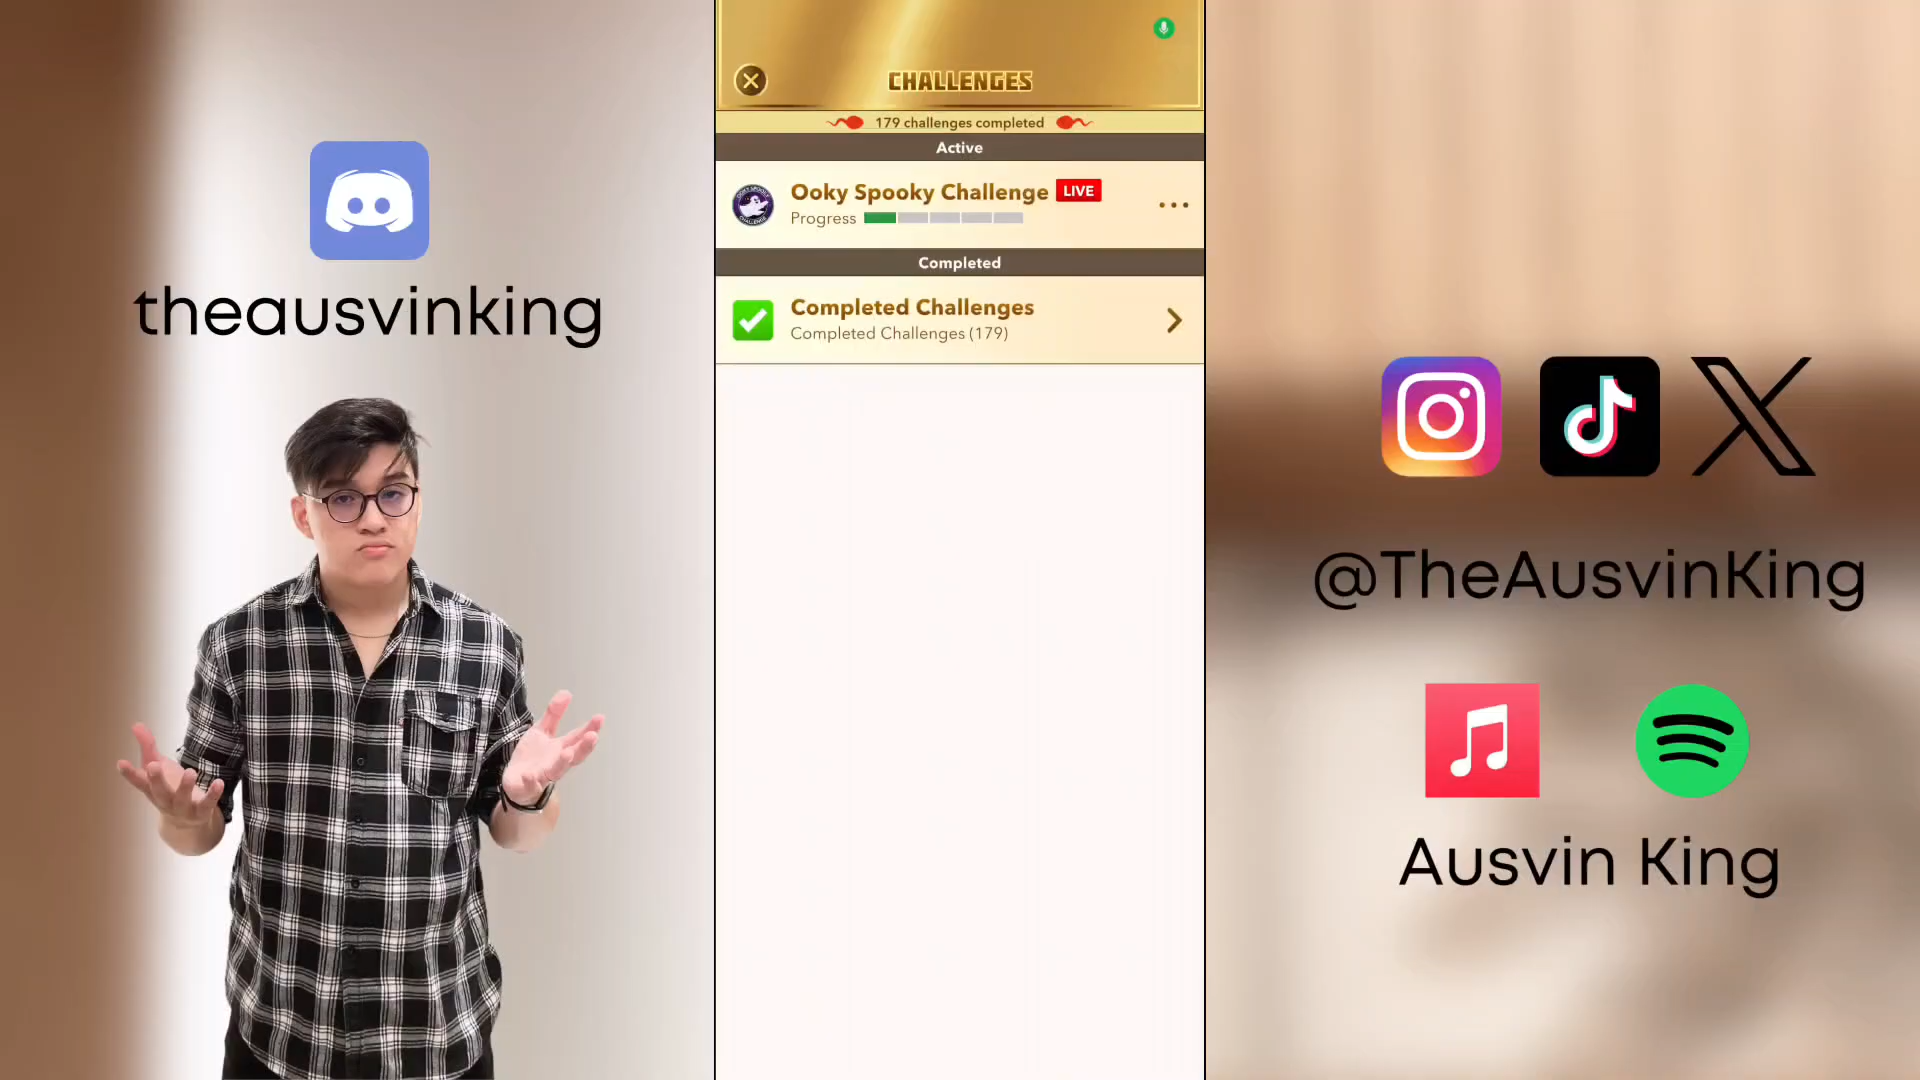 theausvinking
CHALLENGES
179 challenges completed
Active
Ooky Spooky Challenge LIVE
Progress
Completed
Completed Challenges
Completed Challenges (179)
@TheAusvinKing
Ausvin King